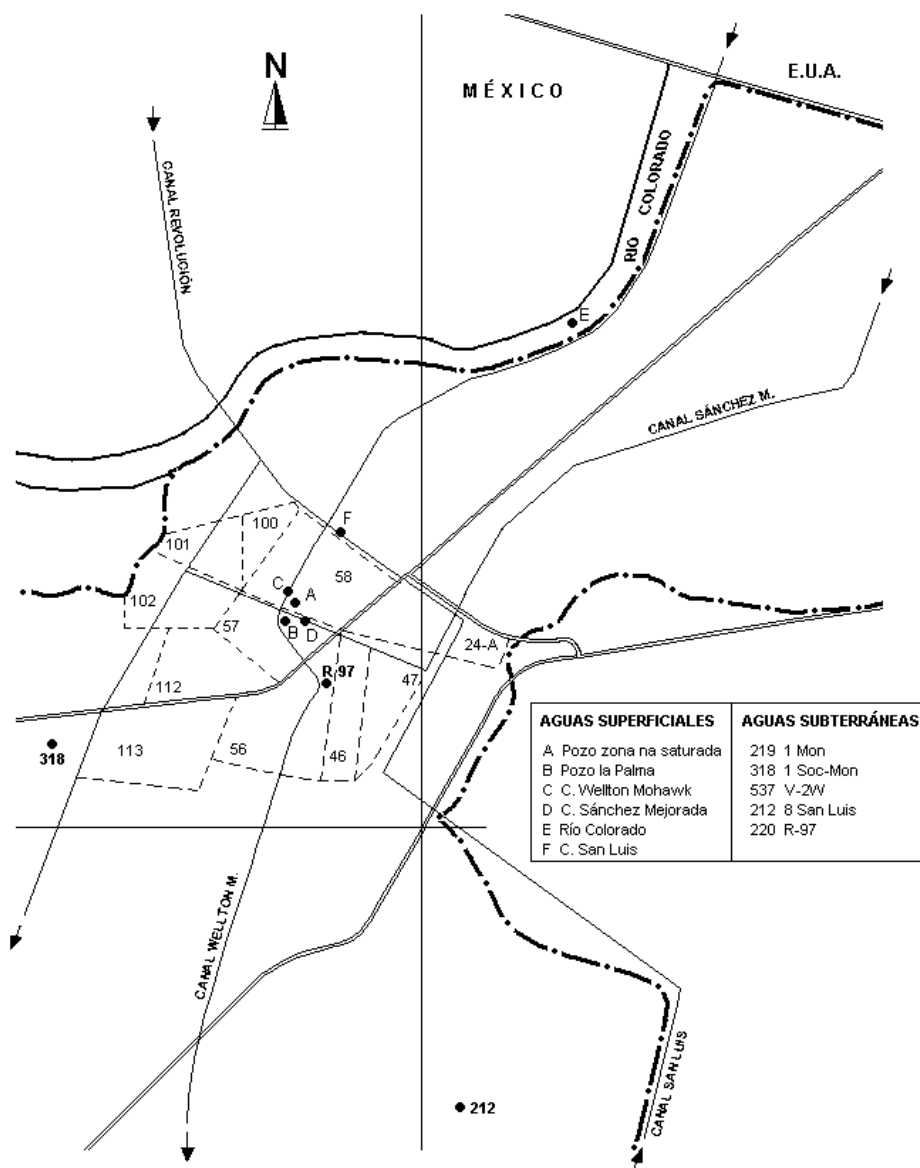 N
MÉXICO
E.U.A.
CANAL REVOLUCIÓN
RIO COLORADO
E
CANAL SÁNCHEZ M.
F
100
101
58
C
A
102
57
B
D
24-A
R-97
47
112
318
113
56
46
AGUAS SUPERFICIALES
A Pozo zona na saturada
B Pozo la Palma
C C. Wellton Mohawk
D C. Sánchez Mejorada
E Río Colorado
F C. San Luis
AGUAS SUBTERRÁNEAS
219 1 Mon
318 1 Soc-Mon
537 V-2W
212 8 San Luis
220 R-97
CANAL WELLTON M.
CANAL SAN LUIS
212